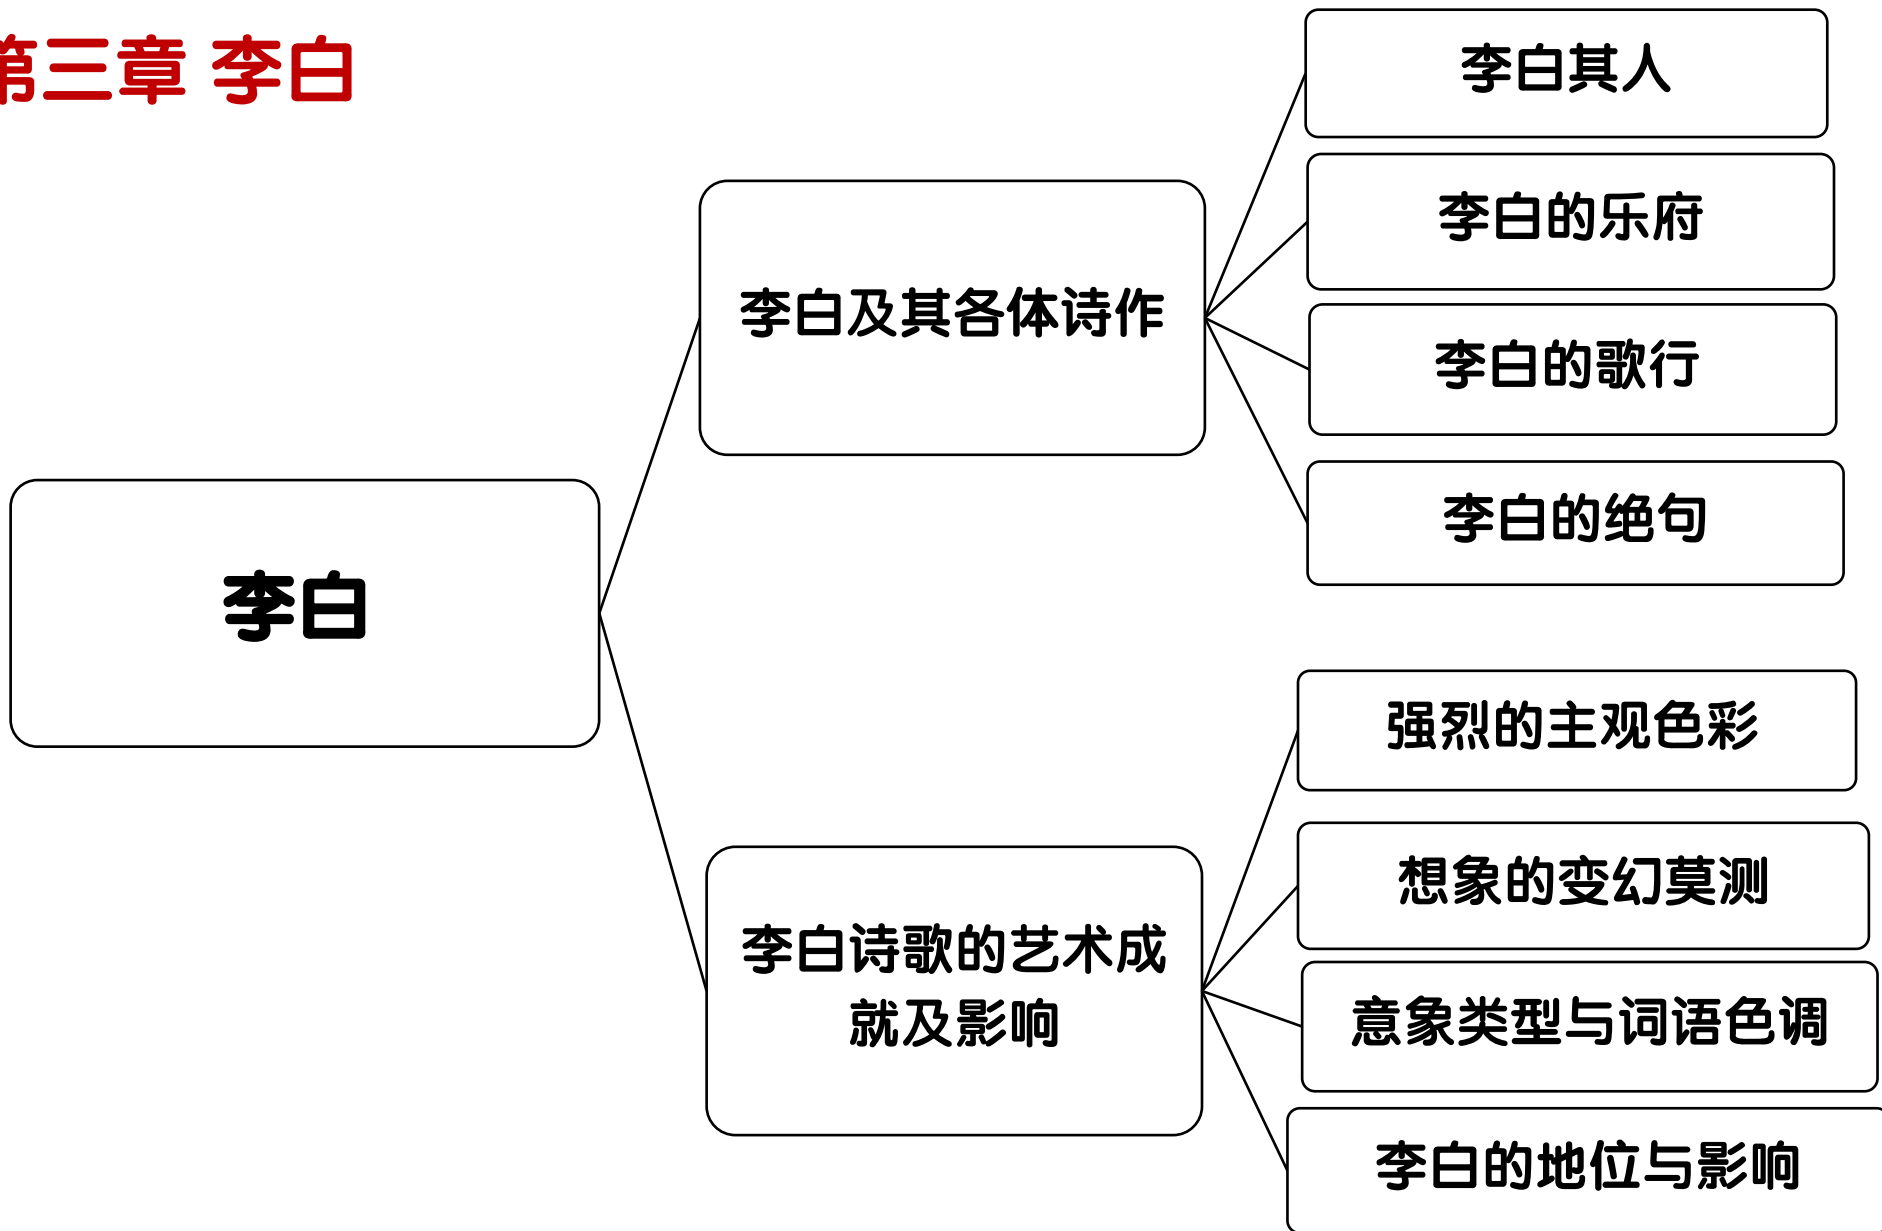 第三章 李白
李白
李白及其各体诗作
李白其人
李白的乐府
李白的歌行
李白的绝句
李白诗歌的艺术成
就及影响
强烈的主观色彩
想象的变幻莫测
意象类型与词语色调
李白的地位与影响